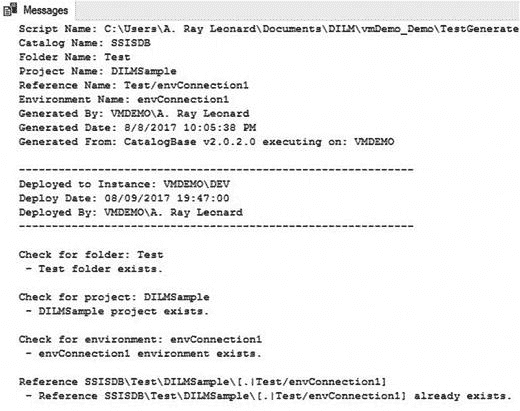 Messages
Script Name: C:\Users\A. Ray Leonard\Documents\DILM\vmDemo_Demo\TestGenerate
Catalog Name: SSISDB
Folder Name: Test
Project Name: DILMSample
Reference Name: Test/envConnection1
Environment Name: envConnection1
Generated By: VMDEMO\A. Ray Leonard
Generated Date: 8/8/2017 10:05:38 PM
Generated From: CatalogBase v2.0.2.0 executing on: VMDEMO
--------------------------------------------------------
Deployed to Instance: VMDEMO\DEV
Deploy Date: 08/09/2017 19:47:00
Deployed By: VMDEMO\A. Ray Leonard
--------------------------------------------------------
Check for folder: Test
- Test folder exists.
Check for project: DILMSample
- DILMSample project exists.
Check for environment: envConnection1
- envConnection1 environment exists.
Reference SSISDB\Test\DILMSample\[.|Test/envConnection1]
- Reference SSISDB\Test\DILMSample\[.|Test/envConnection1] already exists.